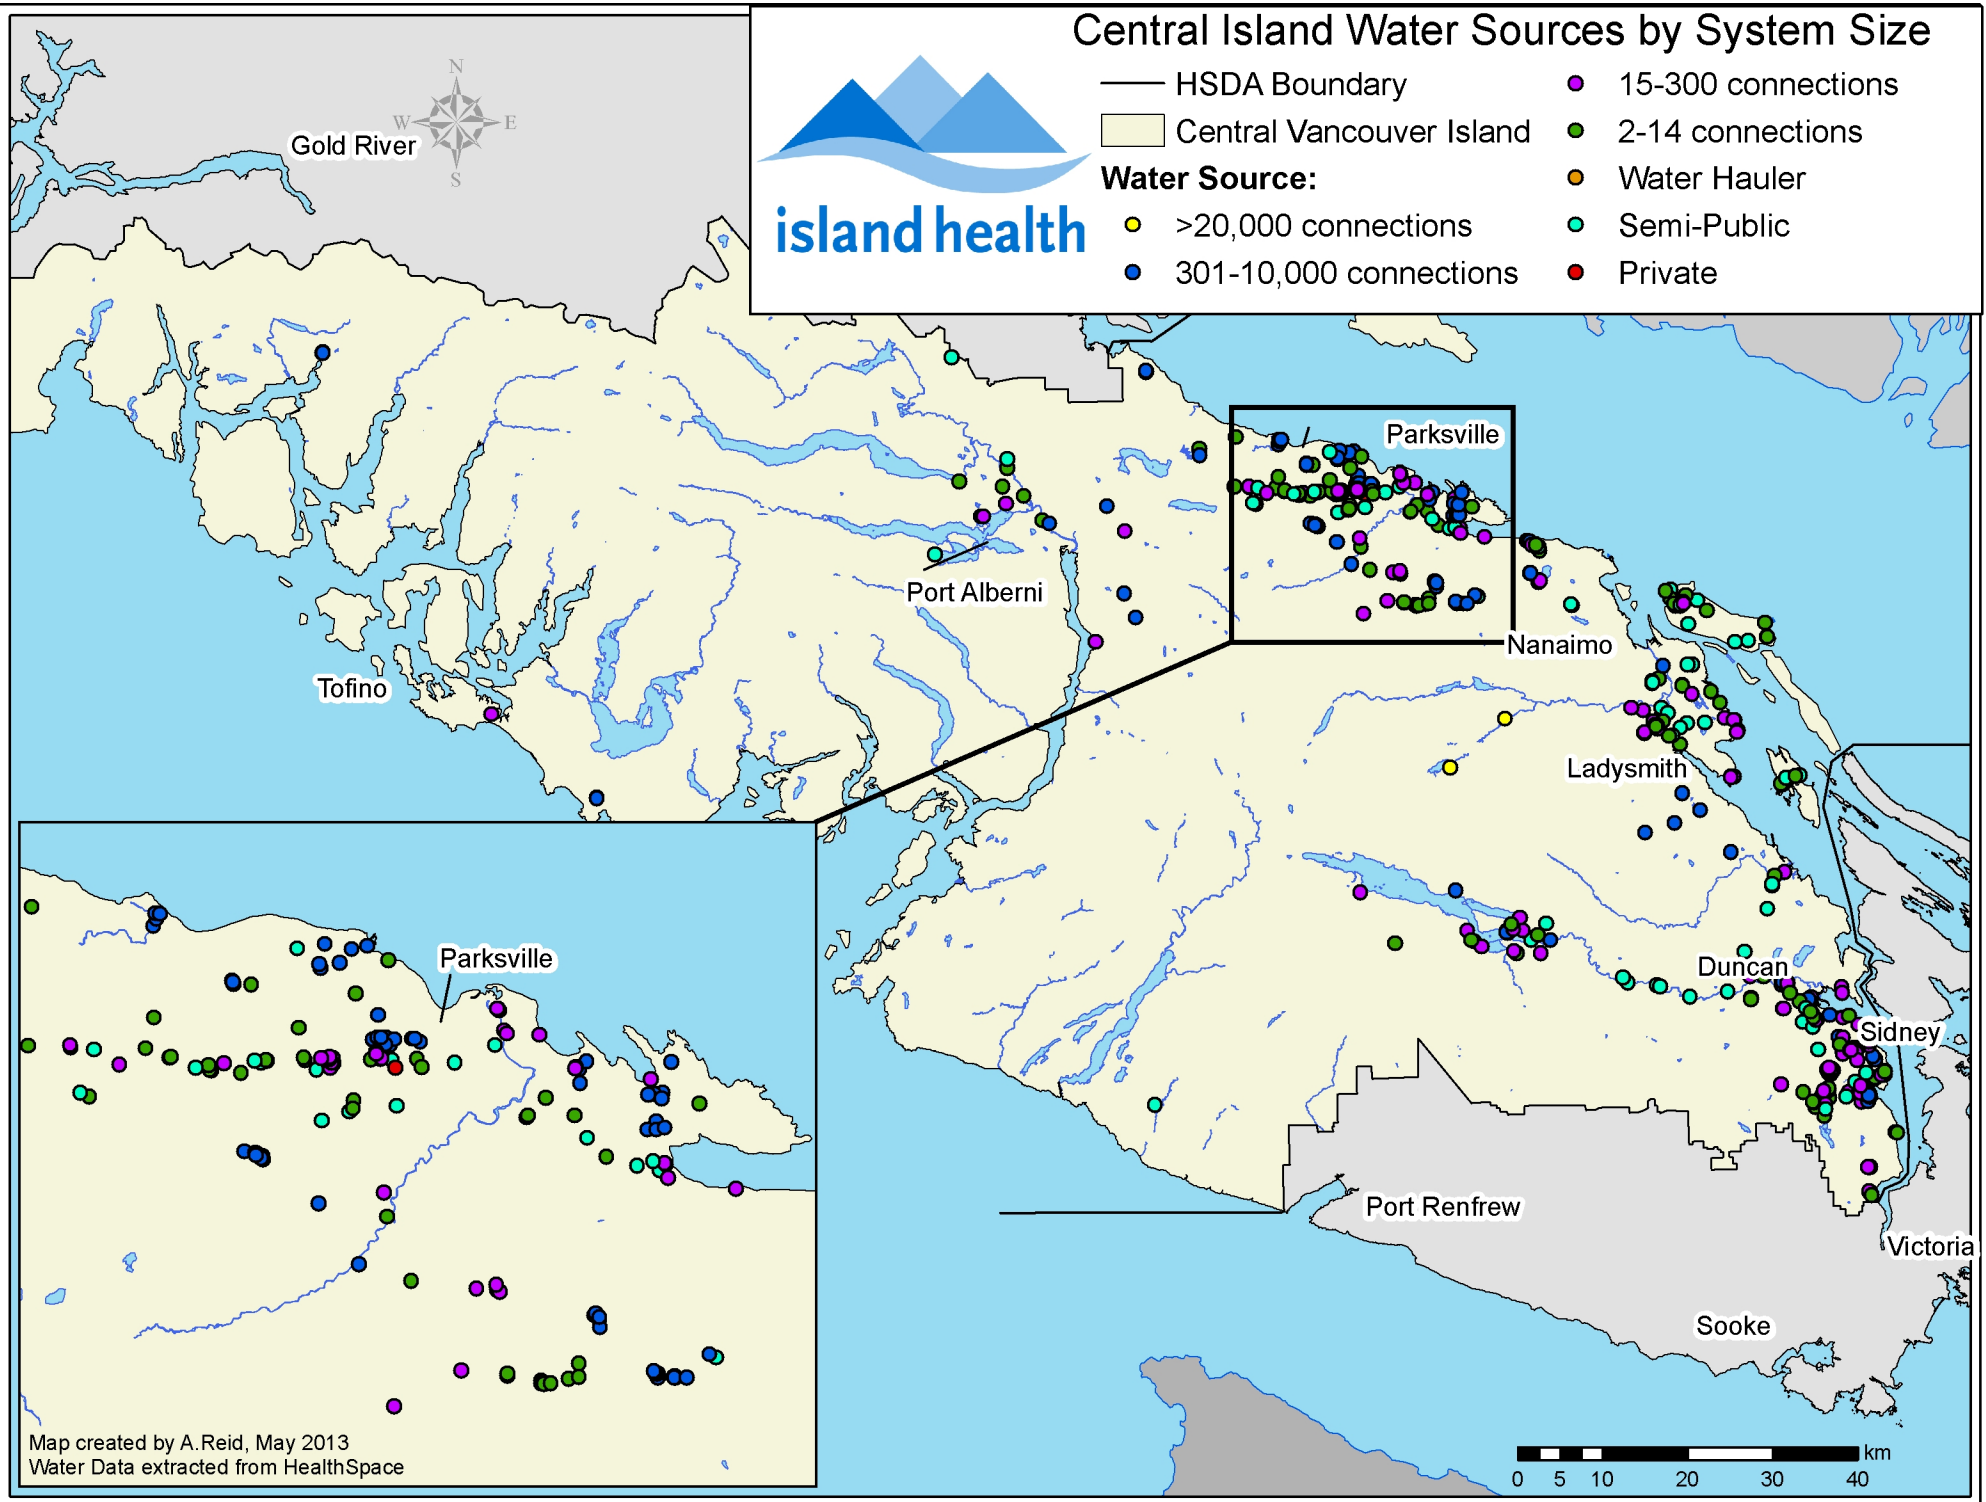 Central Island Water Sources by System Size
HSDA Boundary
Central Vancouver Island
Water Source:
>20,000 connections
301-10,000 connections
15-300 connections
2-14 connections
Water Hauler
Semi-Public
Private
island health
N
W E
S
Gold River
Parksville
Port Alberni
Nanaimo
Tofino
Ladysmith
Duncan
Sidney
Port Renfrew
Victoria
Sooke
Parksville
Map created by A.Reid, May 2013
Water Data extracted from HealthSpace
km
0 5 10 20 30 40